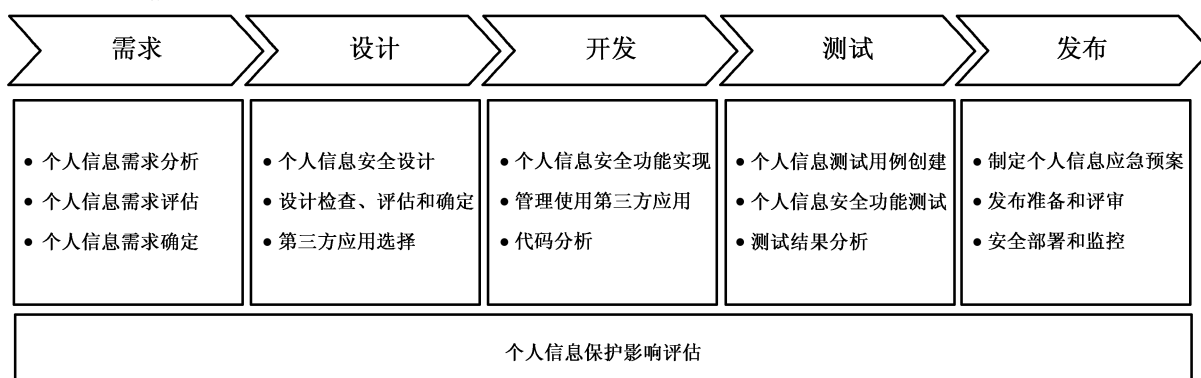 需求
设计
开发
测试
发布
● 个人信息需求分析
● 个人信息需求评估
● 个人信息需求确定
● 个人信息安全设计
● 设计检查、评估和确定
● 第三方应用选择
● 个人信息安全功能实现
● 管理使用第三方应用
● 代码分析
● 个人信息测试用例创建
● 个人信息安全功能测试
● 测试结果分析
● 制定个人信息应急预案
● 发布准备和评审
● 安全部署和监控
个人信息保护影响评估